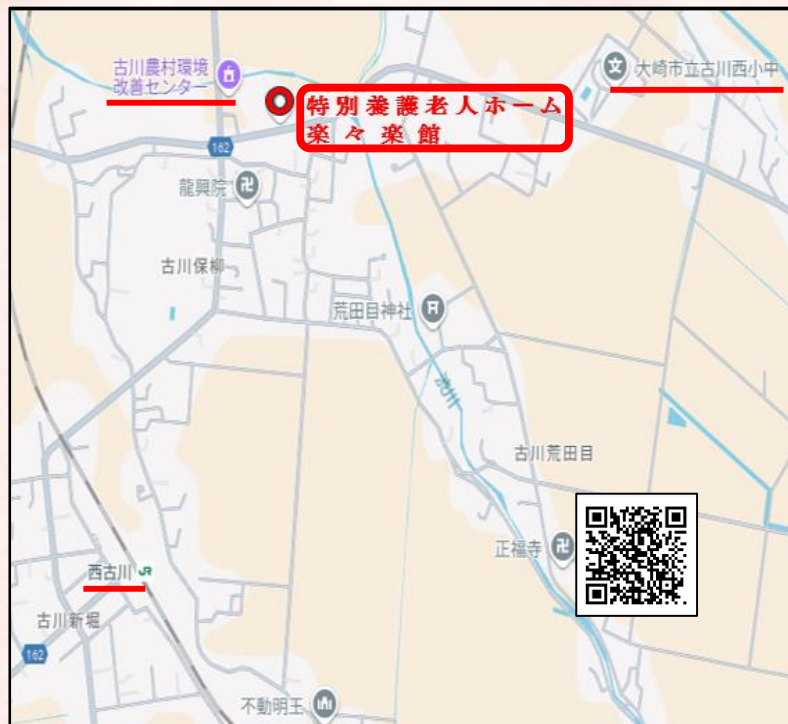 古川農村環境
改善センター
特別養護老人ホーム
楽々楽館
大崎市立古川西小中
162
龍興院
古川保柳
荒田目神社
渋川
古川荒田目
正福寺
西古川 JR
古川新堀
162
不動明王